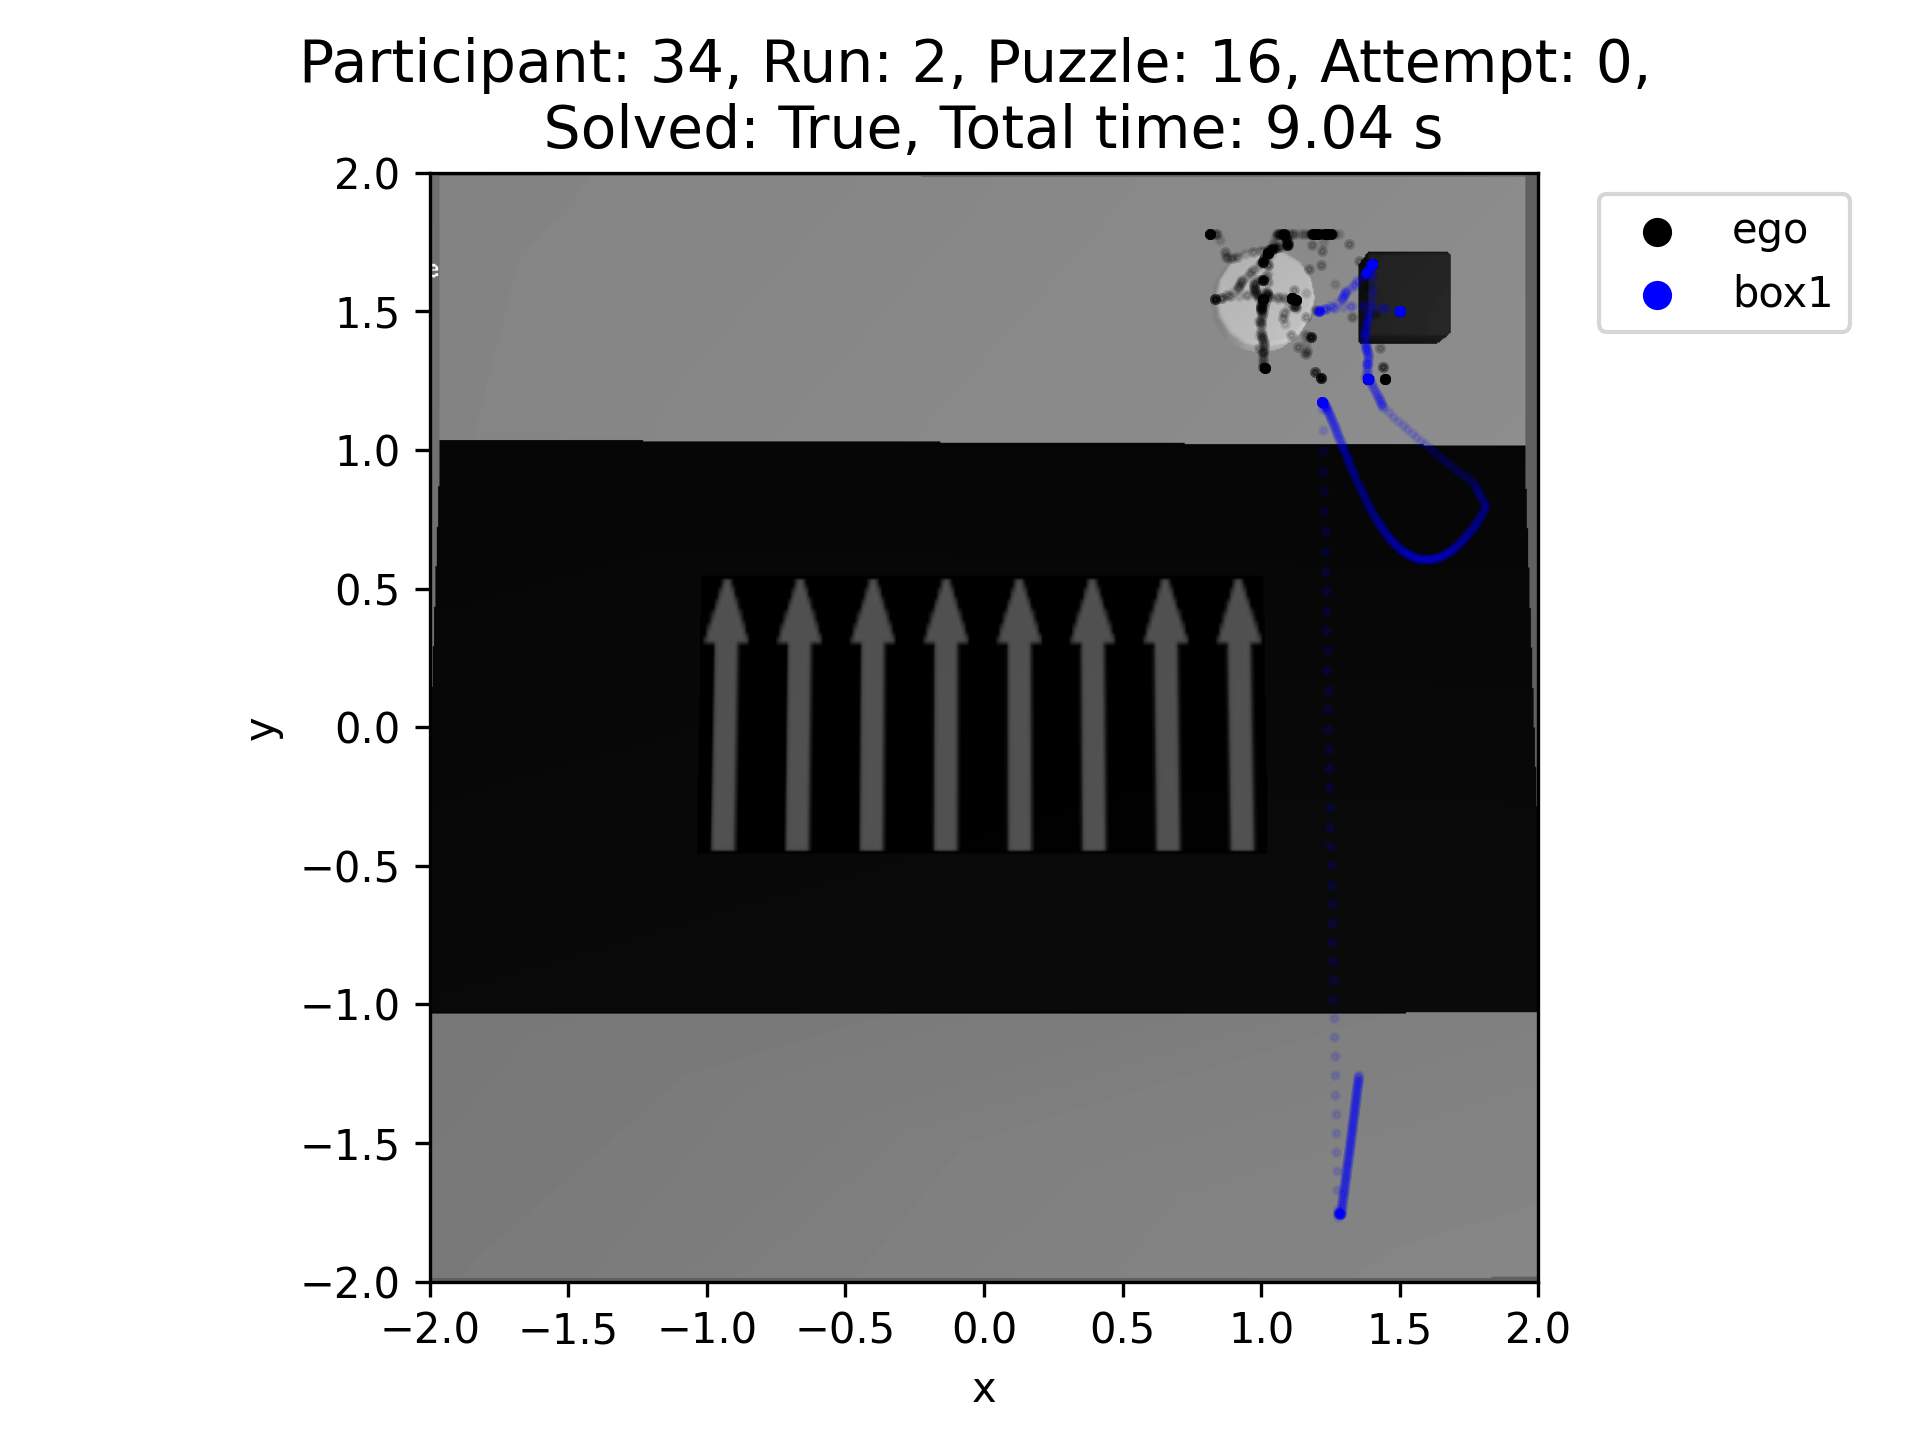 Participant: 34, Run: 2, Puzzle: 16, Attempt: 0,
Solved: True, Total time: 9.04 s
ego
box1
2.0
1.5
1.0
0.5
0.0
−0.5
−1.0
−1.5
−2.0
y
−2.0 −1.5 −1.0 −0.5 0.0 0.5 1.0 1.5 2.0
x